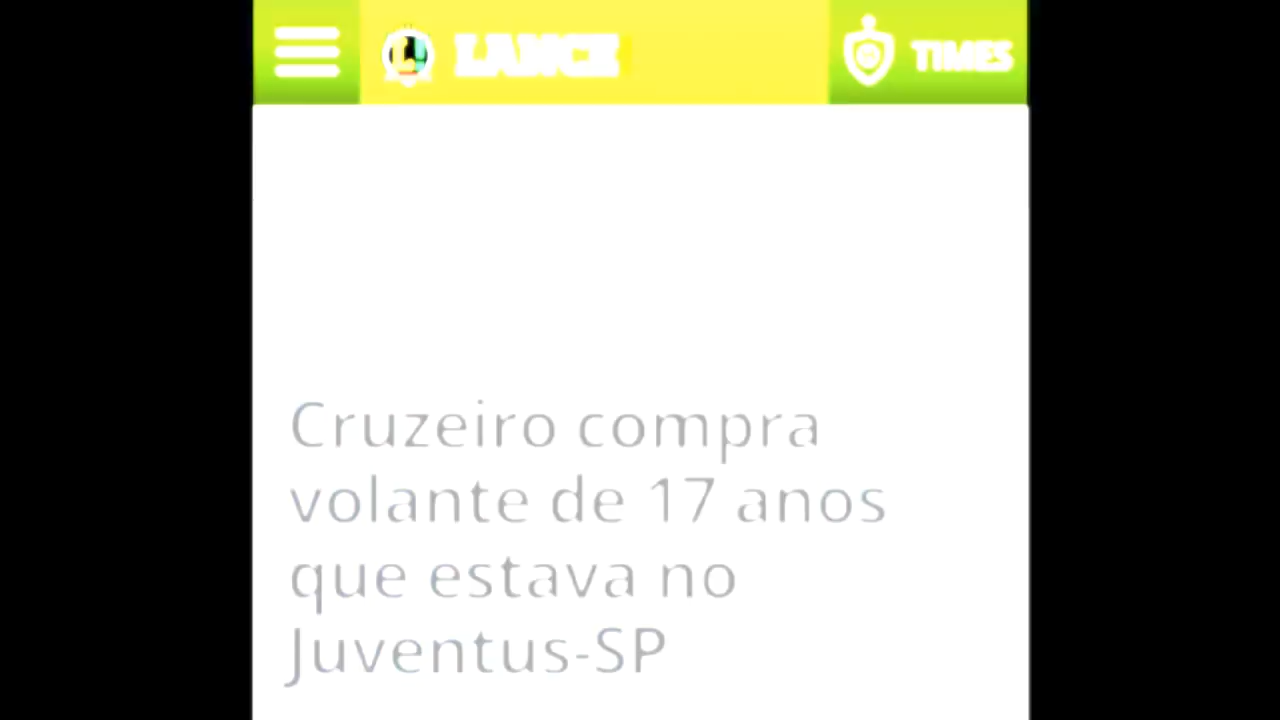 LANCE!
TIMES
Cruzeiro compra
volante de 17 anos
que estava no
Juventus-SP